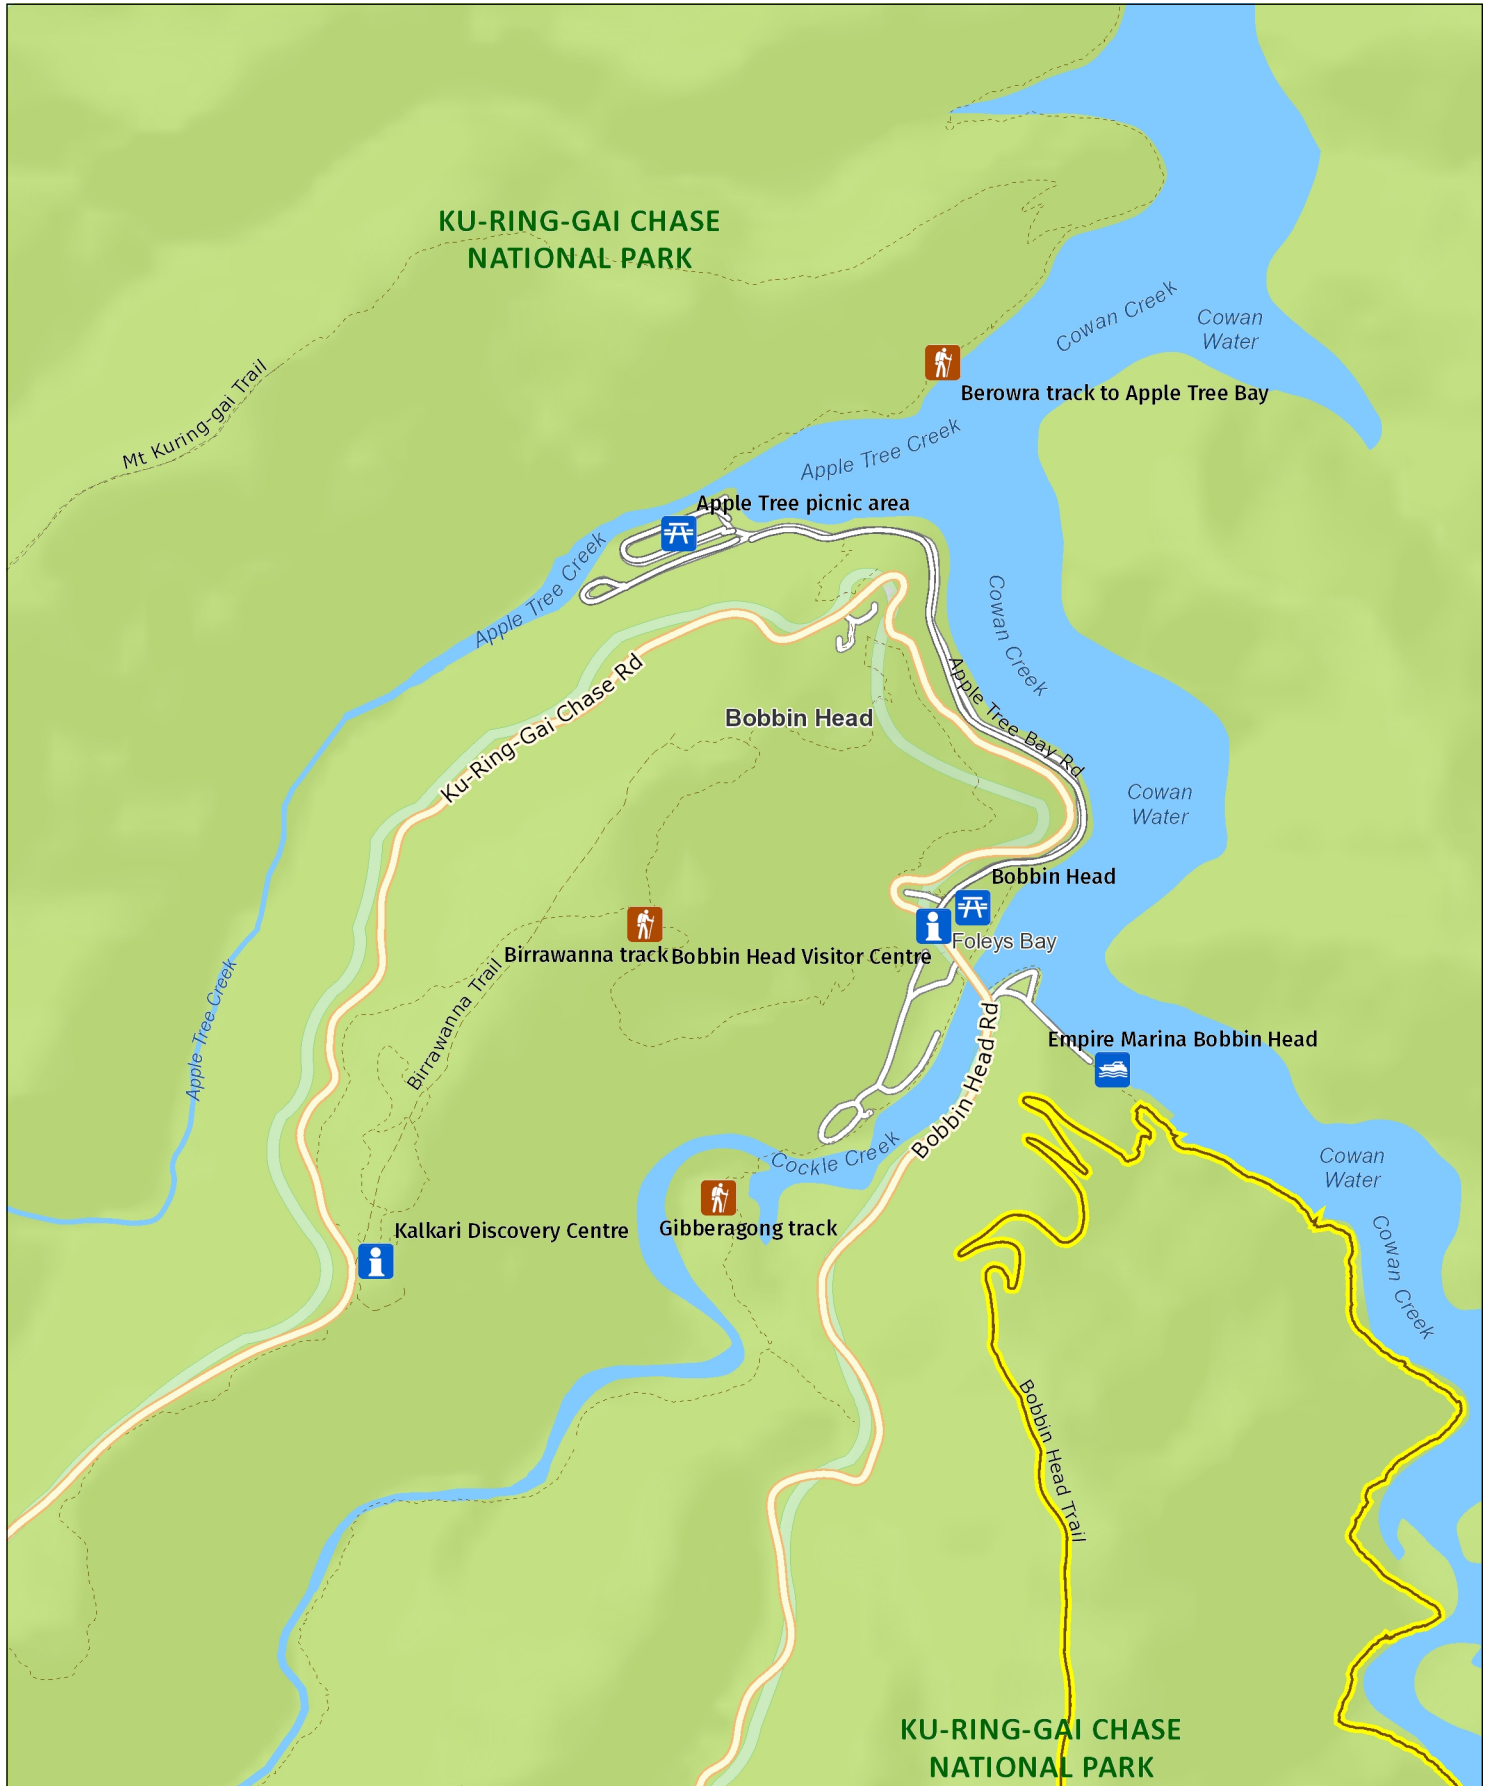 KU-RING-GAI CHASE
NATIONAL PARK
Cowan Creek
Cowan
Water
Mt Kuring-gai Trail
Berowra track to Apple Tree Bay
Apple Tree Creek
Apple Tree picnic area
Apple Tree Creek
Cowan Creek
Ku-Ring-Gai Chase Rd
Apple Tree Bay Rd
Bobbin Head
Cowan
Water
Bobbin Head
Foleys Bay
Birrawanna track
Bobbin Head Visitor Centre
Birrawanna Trail
Apple Tree Creek
Bobbin Head Rd
Empire Marina Bobbin Head
Cockle Creek
Cowan
Water
Gibberagong track
Kalkari Discovery Centre
Cowan Creek
Bobbin Head Trail
KU-RING-GAI CHASE
NATIONAL PARK